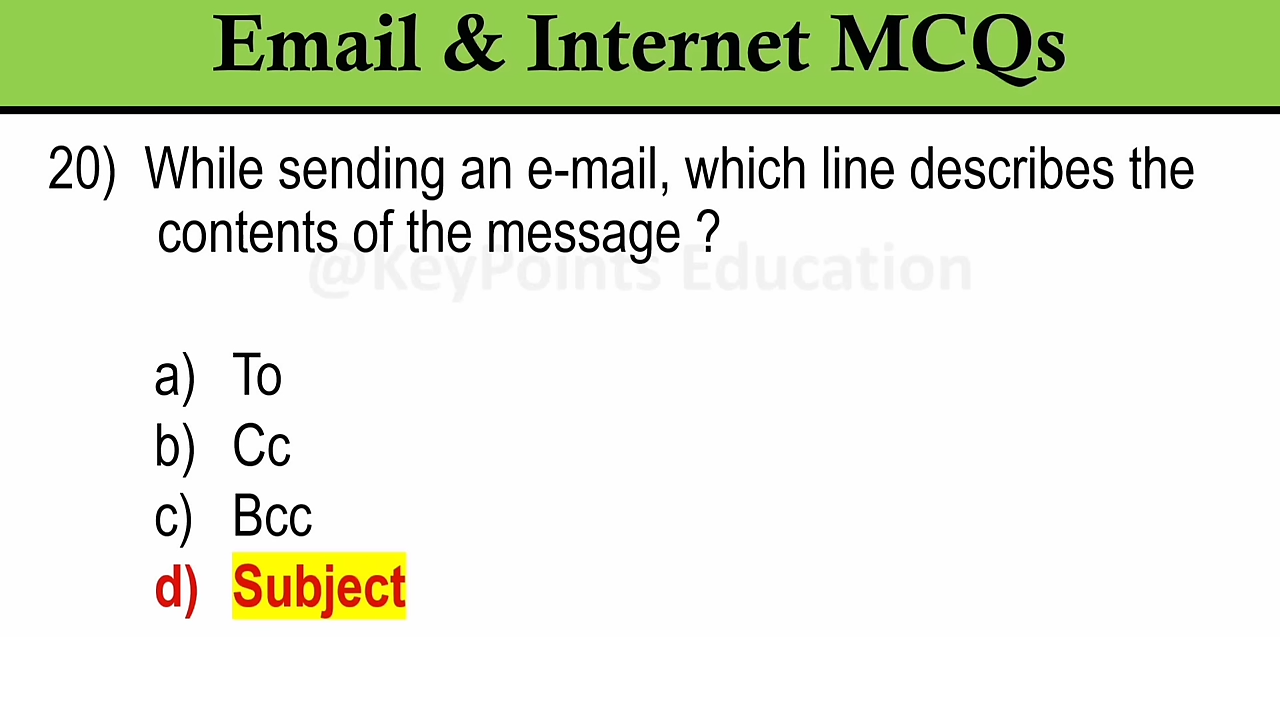 Email & Internet MCQs
20) While sending an e-mail, which line describes the
contents of the message ?
@KeyPoints Education
a) To
b) Cc
c) Bcc
d) Subject